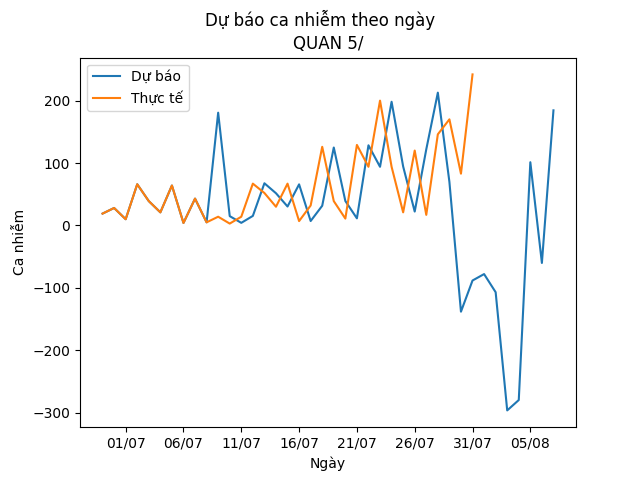 Dự báo ca nhiễm theo ngày
QUAN 5/
Dự báo
Thực tế
Ca nhiễm
200
100
0
−100
−200
−300
01/07 06/07 11/07 16/07 21/07 26/07 31/07 05/08
Ngày